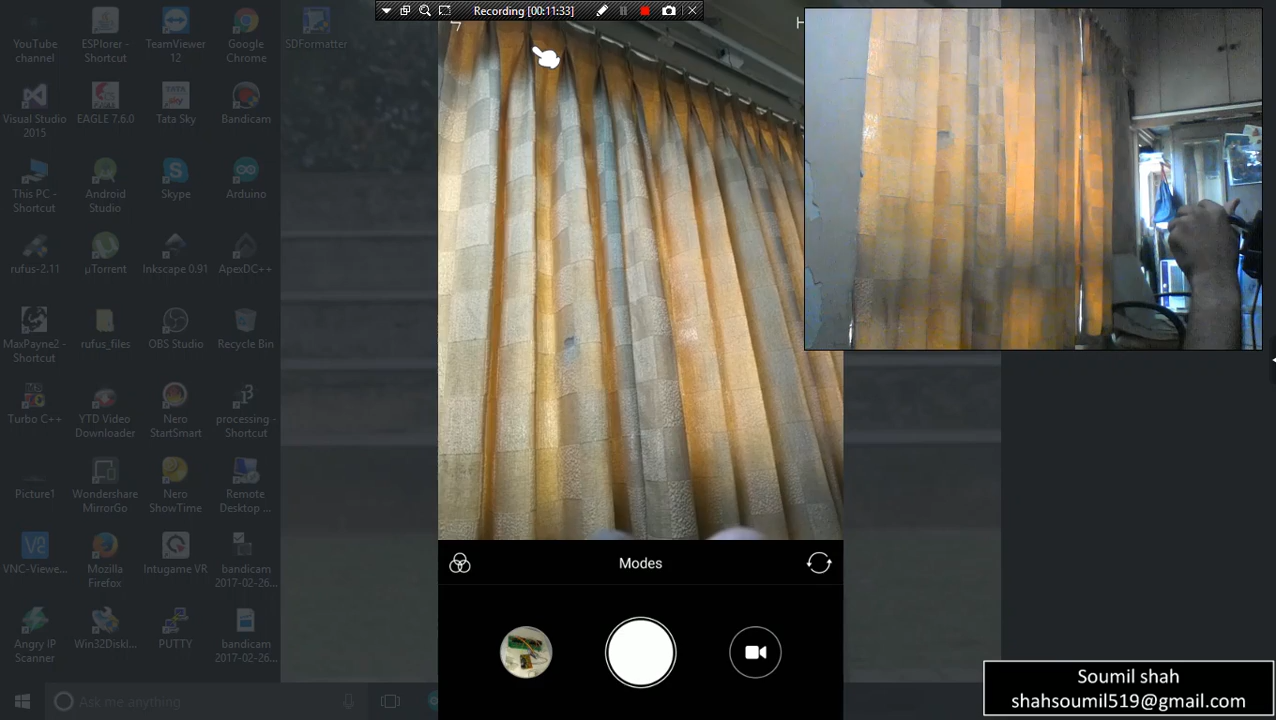 Recording [00:11:33]
H
YouTube
channel
ESPlorer -
Shortcut
TeamViewer
12
Google
Chrome
SDFormatter
Visual Studio
2015
EAGLE 7.6.0
Tata Sky
Bandicam
This PC -
Shortcut
Android
Studio
Skype
Arduino
rufus-2.11
µTorrent
Inkscape 0.91
ApexDC++
MaxPayne2 -
Shortcut
rufus_files
OBS Studio
Recycle Bin
Turbo C++
YTD Video
Downloader
Nero
StartSmart
processing -
Shortcut
Picture1
Wondershare
MirrorGo
Nero
ShowTime
Remote
Desktop ...
VNC-Viewe...
Mozilla
Firefox
Intugame VR
bandicam
2017-02-26...
Angry IP
Scanner
Win32DiskI...
PUTTY
bandicam
2017-02-26...
Modes
Ask me anything
Soumil shah
shahsoumil519@gmail.com